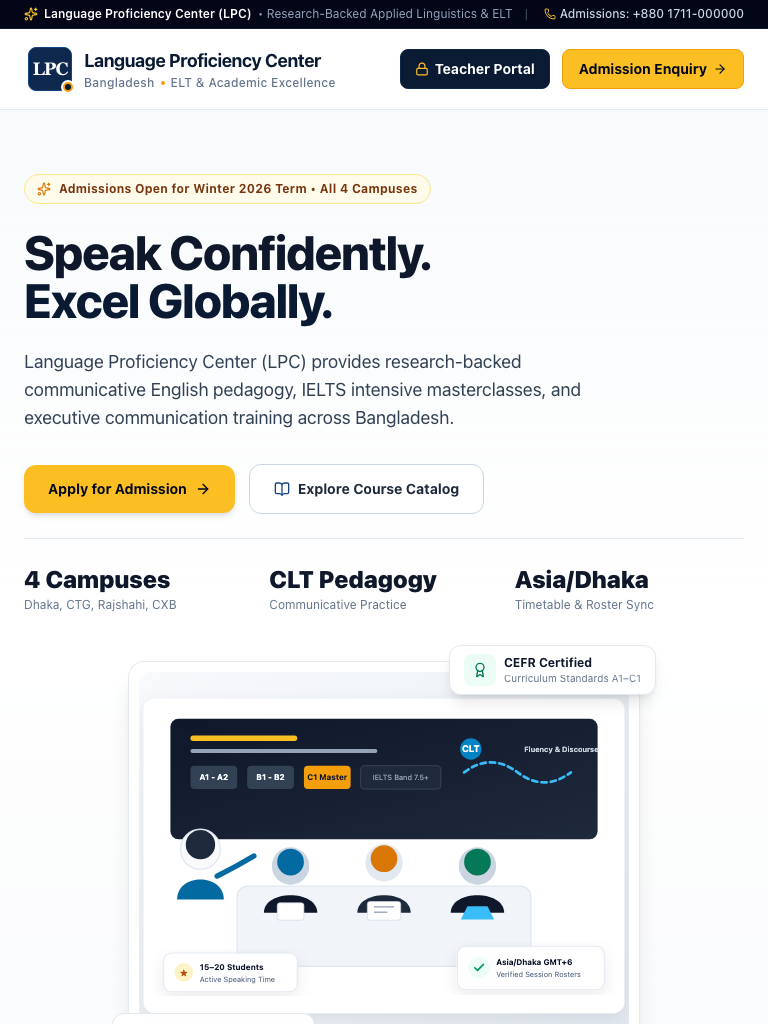 Language Proficiency Center (LPC) • Research-Backed Applied Linguistics & ELT | Admissions: +880 1711-000000
LPC
Language Proficiency Center
Bangladesh • ELT & Academic Excellence
Teacher Portal
Admission Enquiry →
Admissions Open for Winter 2026 Term • All 4 Campuses
Speak Confidently.
Excel Globally.
Language Proficiency Center (LPC) provides research-backed
communicative English pedagogy, IELTS intensive masterclasses, and
executive communication training across Bangladesh.
Apply for Admission →
Explore Course Catalog
4 Campuses
Dhaka, CTG, Rajshahi, CXB
CLT Pedagogy
Communicative Practice
Asia/Dhaka
Timetable & Roster Sync
CEFR Certified
Curriculum Standards A1–C1
CLT
Fluency & Discourse
A1 - A2
B1 - B2
C1 Master
IELTS Band 7.5+
15–20 Students
Active Speaking Time
Asia/Dhaka GMT+6
Verified Session Rosters